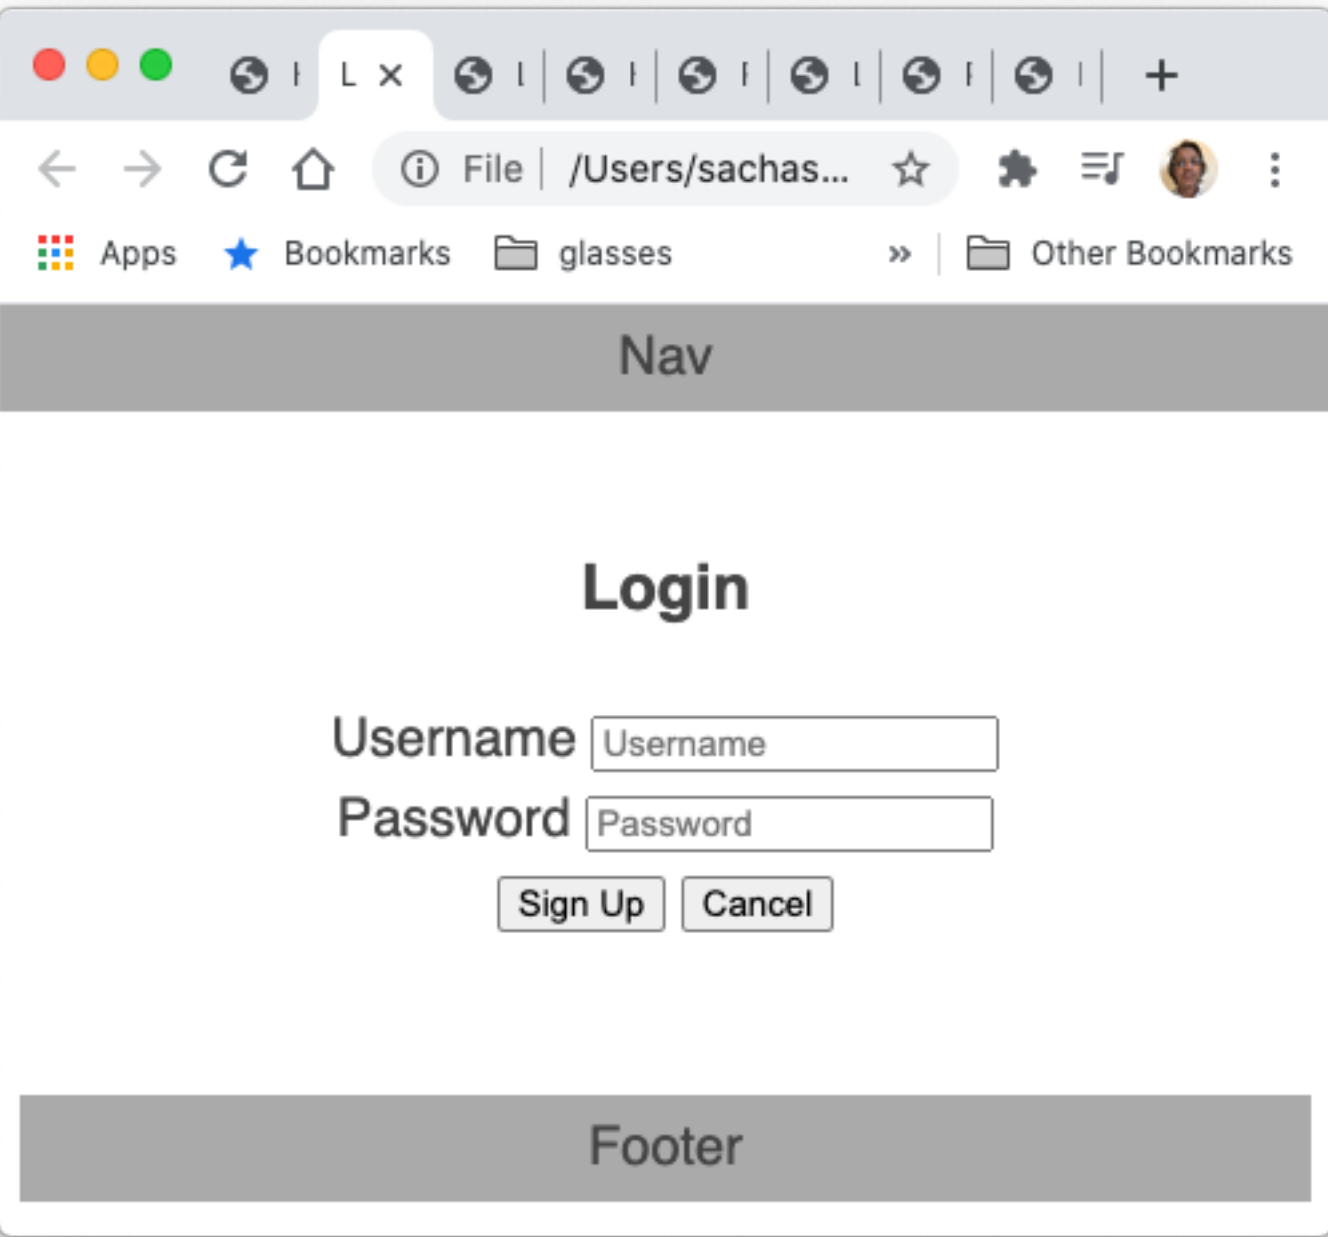 L
File /Users/sachas...
Apps Bookmarks glasses » Other Bookmarks
Nav
Login
Username Username
Password Password
Sign Up Cancel
Footer